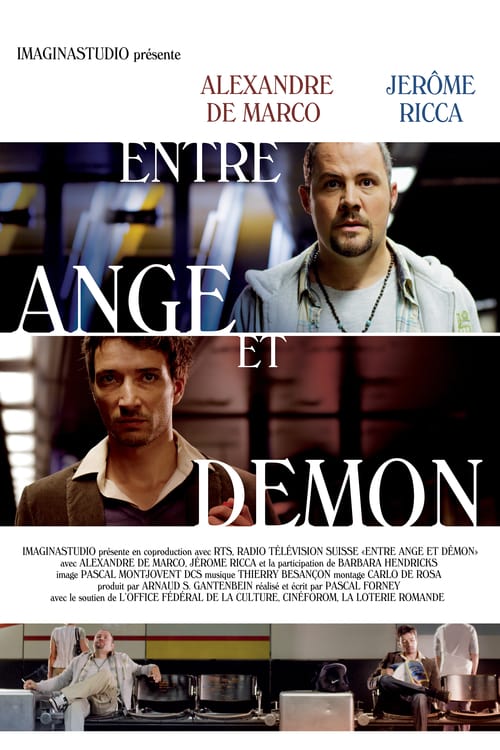 IMAGINASTUDIO présente
ALEXANDRE
DE MARCO
JERÔME
RICCA
ENTRE
ANGE
ET
DEMON
IMAGINASTUDIO présente en coproduction avec RTS, RADIO TÉLÉVISION SUISSE «ENTRE ANGE ET DÉMON»
avec ALEXANDRE DE MARCO, JÉROME RICCA et la participation de BARBARA HENDRICKS
image PASCAL MONTJOVENT DCS musique THIERRY BESANÇON montage CARLO DE ROSA
produit par ARNAUD S. GANTENBEIN réalisé et écrit par PASCAL FORNEY
avec le soutien de L'OFFICE FÉDÉRAL DE LA CULTURE, CINÉFOROM, LA LOTERIE ROMANDE